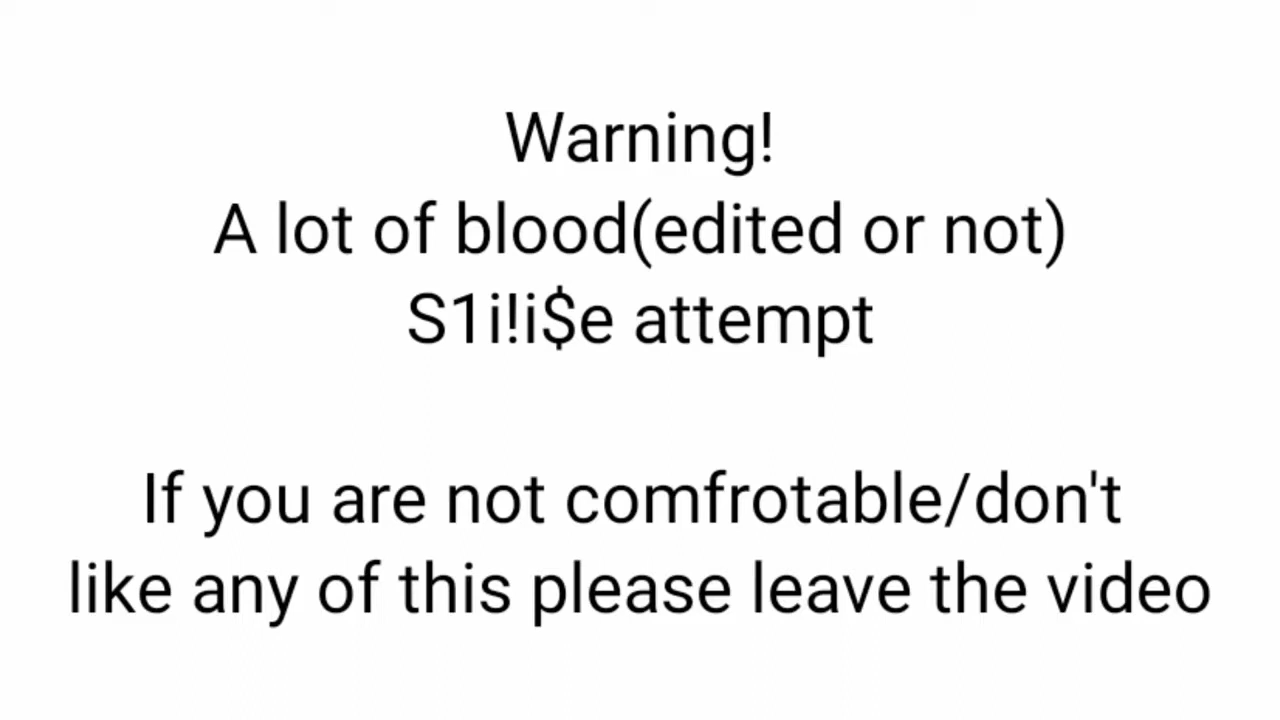 Warning!
A lot of blood(edited or not)
S1i!i$e attempt
If you are not comfrotable/don't
like any of this please leave the video